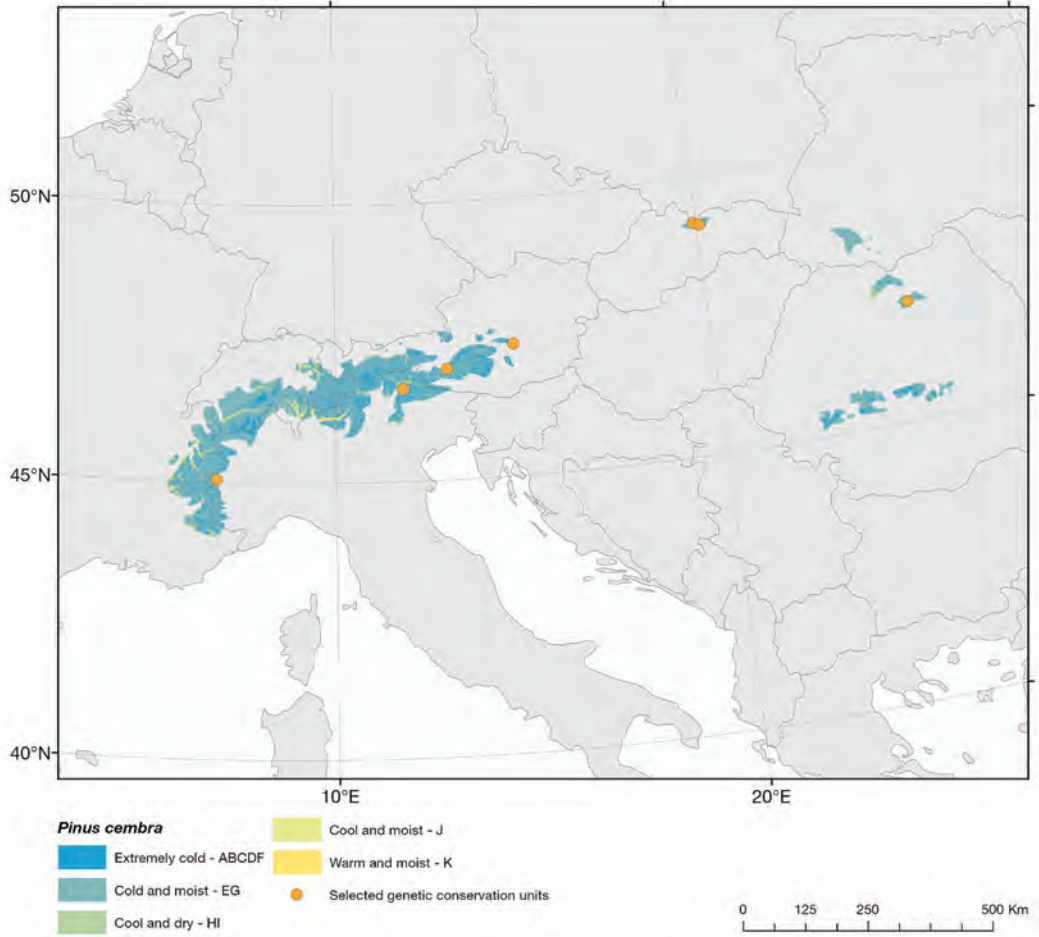 50°N
45°N
40°N
10°E
20°E
Pinus cembra
Extremely cold - ABCDF
Cold and moist - EG
Cool and dry - HI
Cool and moist - J
Warm and moist - K
Selected genetic conservation units
0 125 250 500 Km